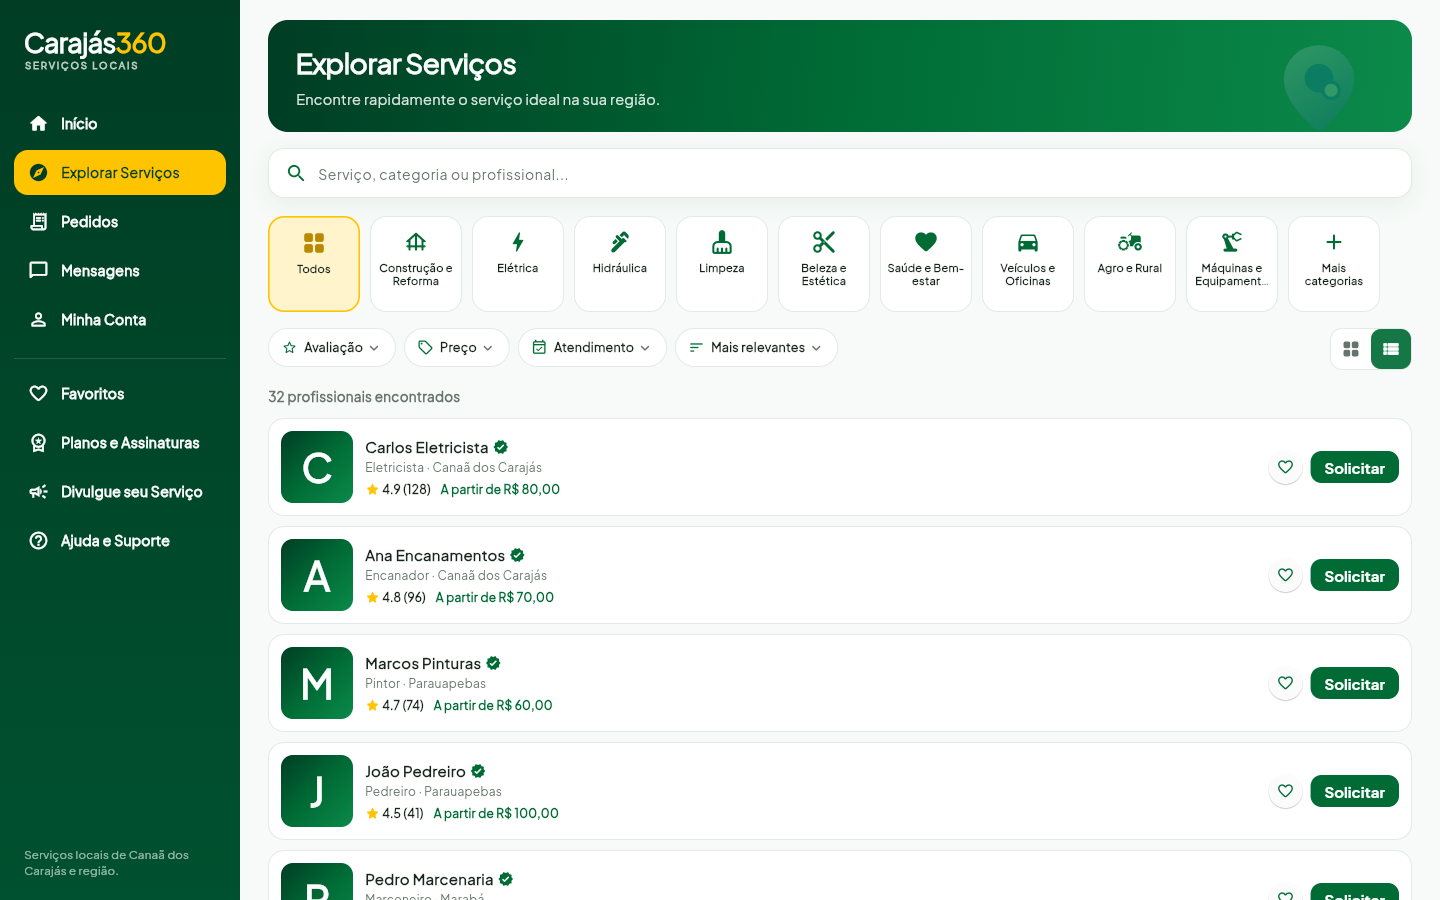 Carajás360
SERVIÇOS LOCAIS
Início
Explorar Serviços
Pedidos
Mensagens
Minha Conta
Favoritos
Planos e Assinaturas
Divulgue seu Serviço
Ajuda e Suporte
Serviços locais de Canaã dos
Carajás e região.
Explorar Serviços
Encontre rapidamente o serviço ideal na sua região.
Serviço, categoria ou profissional...
Todos
Construção e
Reforma
Elétrica
Hidráulica
Limpeza
Beleza e
Estética
Saúde e Bem-
estar
Veículos e
Oficinas
Agro e Rural
Máquinas e
Equipament...
Mais
categorias
Avaliação
Preço
Atendimento
Mais relevantes
32 profissionais encontrados
C
Carlos Eletricista
Eletricista · Canaã dos Carajás
4.9 (128) A partir de R$ 80,00
Solicitar
A
Ana Encanamentos
Encanador · Canaã dos Carajás
4.8 (96) A partir de R$ 70,00
Solicitar
M
Marcos Pinturas
Pintor · Parauapebas
4.7 (74) A partir de R$ 60,00
Solicitar
J
João Pedreiro
Pedreiro · Parauapebas
4.5 (41) A partir de R$ 100,00
Solicitar
P
Pedro Marcenaria
Marceneiro · Marabá
Solicitar